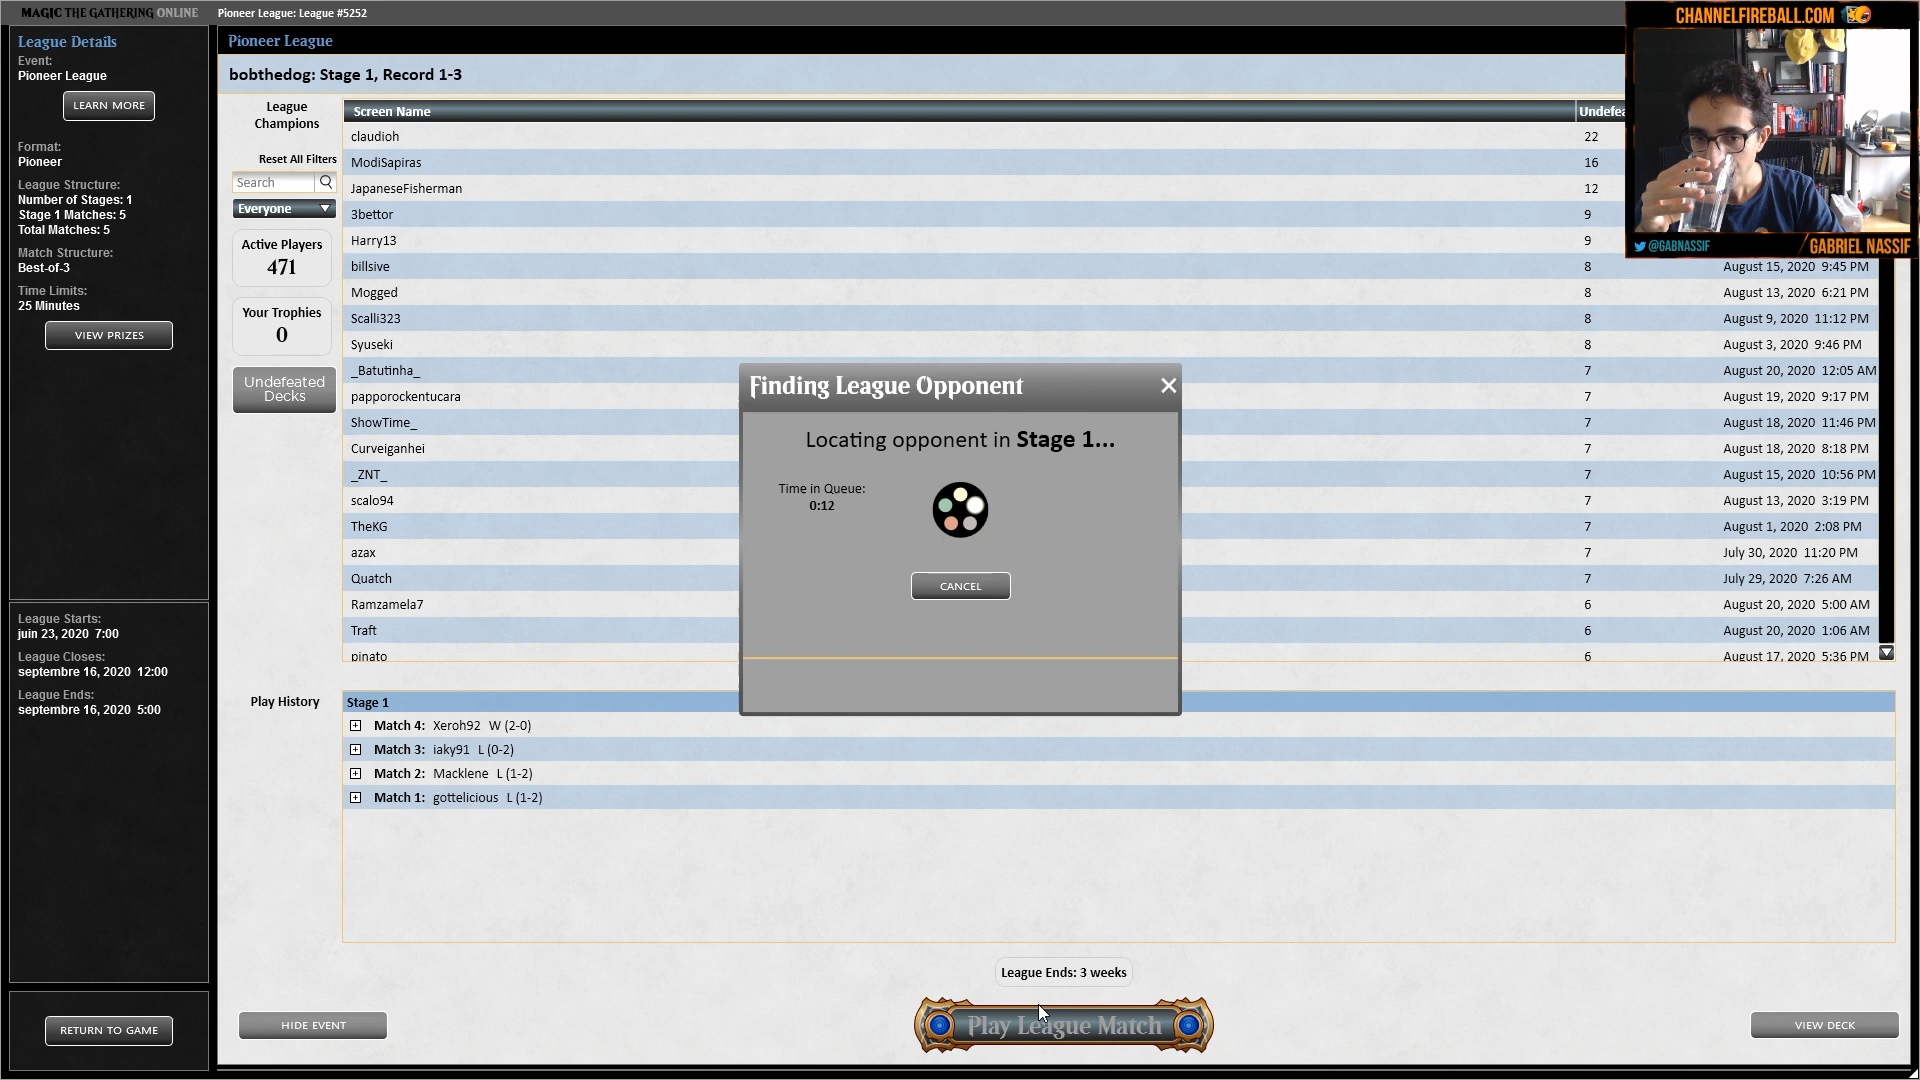 MAGIC THE GATHERING ONLINE
Pioneer League: League #5252
League Details
Event:
Pioneer League
LEARN MORE
Format:
Pioneer
League Structure:
Number of Stages: 1
Stage 1 Matches: 5
Total Matches: 5
Match Structure:
Best-of-3
Time Limits:
25 Minutes
VIEW PRIZES
League Starts:
juin 23, 2020 7:00
League Closes:
septembre 16, 2020 12:00
League Ends:
septembre 16, 2020 5:00
RETURN TO GAME
Pioneer League
bobthedog: Stage 1, Record 1-3
League
Champions
Reset All Filters
Search
Everyone
Active Players
471
Your Trophies
0
Undefeated
Decks
Screen Name Undefea
claudioh 22
ModiSapiras 16
JapaneseFisherman 12
3bettor 9
Harry13 9
billsive 8 August 15, 2020 9:45 PM
Mogged 8 August 13, 2020 6:21 PM
Scalli323 8 August 9, 2020 11:12 PM
Syuseki 8 August 3, 2020 9:46 PM
_Batutinha_ 7 August 20, 2020 12:05 AM
papporockentucara 7 August 19, 2020 9:17 PM
ShowTime_ 7 August 18, 2020 11:46 PM
Curveiganhei 7 August 18, 2020 8:18 PM
_ZNT_ 7 August 15, 2020 10:56 PM
scalo94 7 August 13, 2020 3:19 PM
TheKG 7 August 1, 2020 2:08 PM
azax 7 July 30, 2020 11:20 PM
Quatch 7 July 29, 2020 7:26 AM
Ramzamela7 6 August 20, 2020 5:00 AM
Traft 6 August 20, 2020 1:06 AM
pinato 6 August 17, 2020 5:36 PM
Finding League Opponent
Locating opponent in Stage 1...
Time in Queue:
0:12
CANCEL
Play History
Stage 1
Match 4: Xeroh92 W (2-0)
Match 3: iaky91 L (0-2)
Match 2: Macklene L (1-2)
Match 1: gottelicious L (1-2)
League Ends: 3 weeks
HIDE EVENT
Play League Match
VIEW DECK
CHANNELFIREBALL.COM
@GABNASSIF
GABRIEL NASSIF